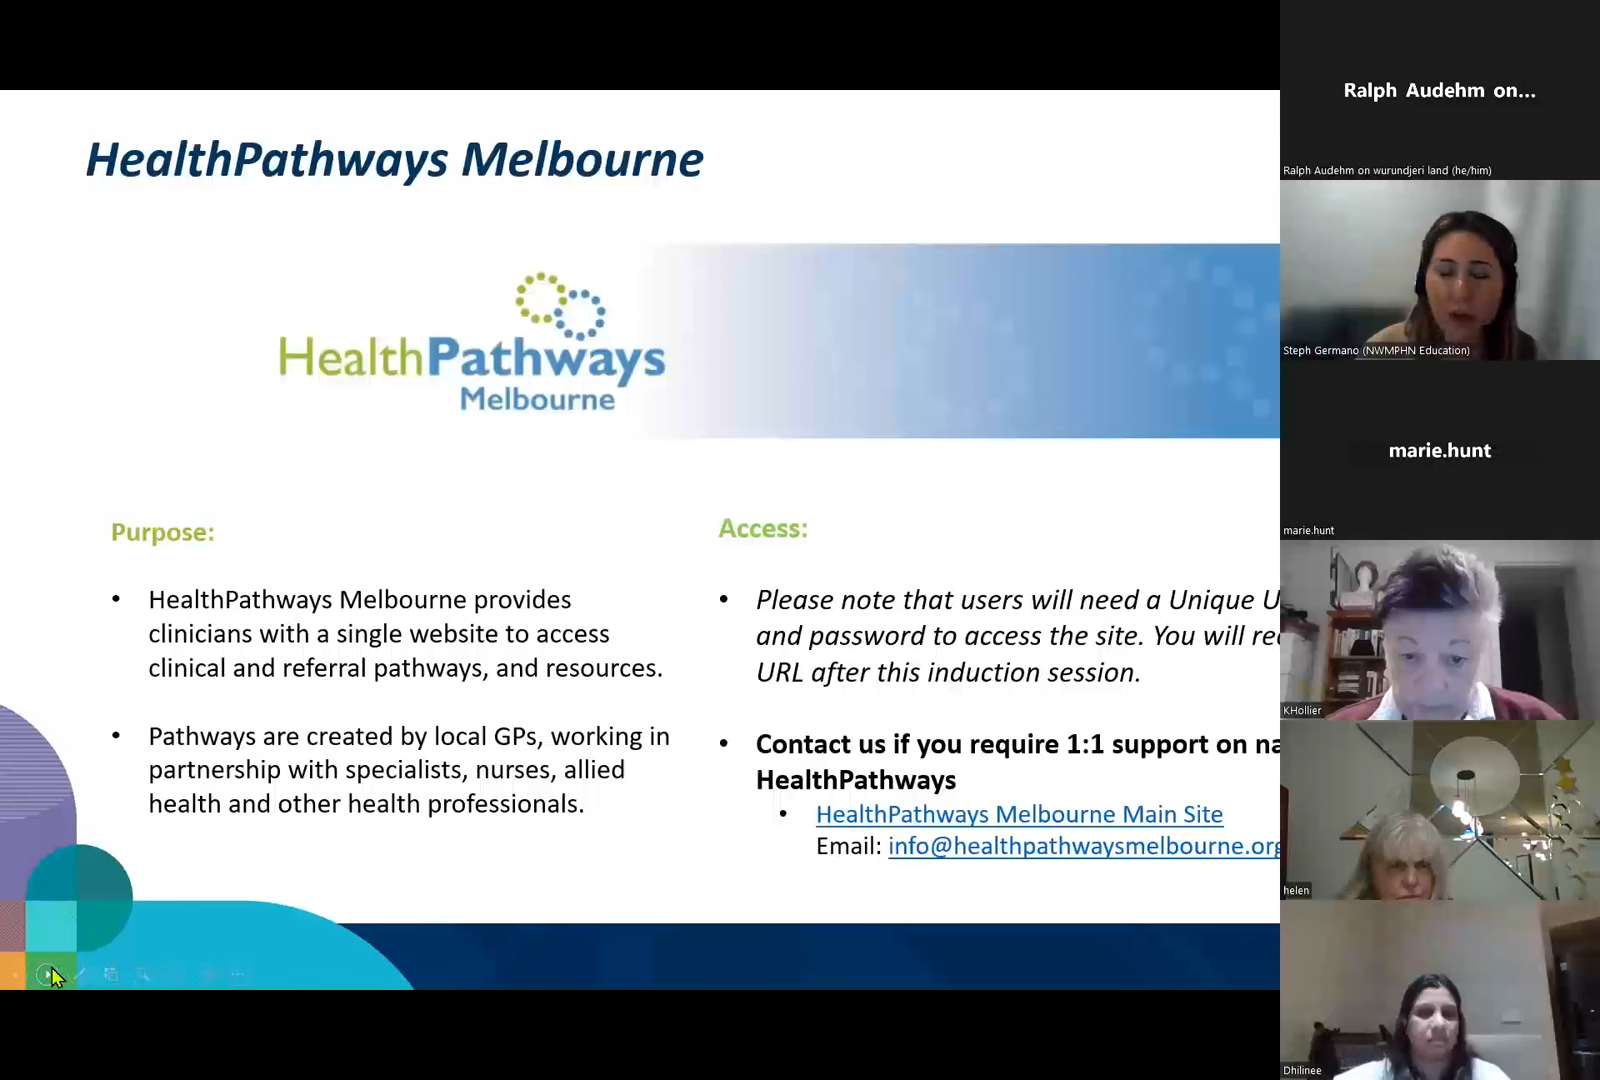 HealthPathways Melbourne
HealthPathways
Melbourne
Purpose:
• HealthPathways Melbourne provides
clinicians with a single website to access
clinical and referral pathways, and resources.
• Pathways are created by local GPs, working in
partnership with specialists, nurses, allied
health and other health professionals.
Access:
• Please note that users will need a Unique U
and password to access the site. You will re
URL after this induction session.
• Contact us if you require 1:1 support on na
HealthPathways
• HealthPathways Melbourne Main Site
Email: info@healthpathwaysmelbourne.org
Ralph Audehm on...
Ralph Audehm on wurundjeri land (he/him)
Steph Germano (NWMPHN Education)
marie.hunt
marie.hunt
KHollier
helen
Dhilinee